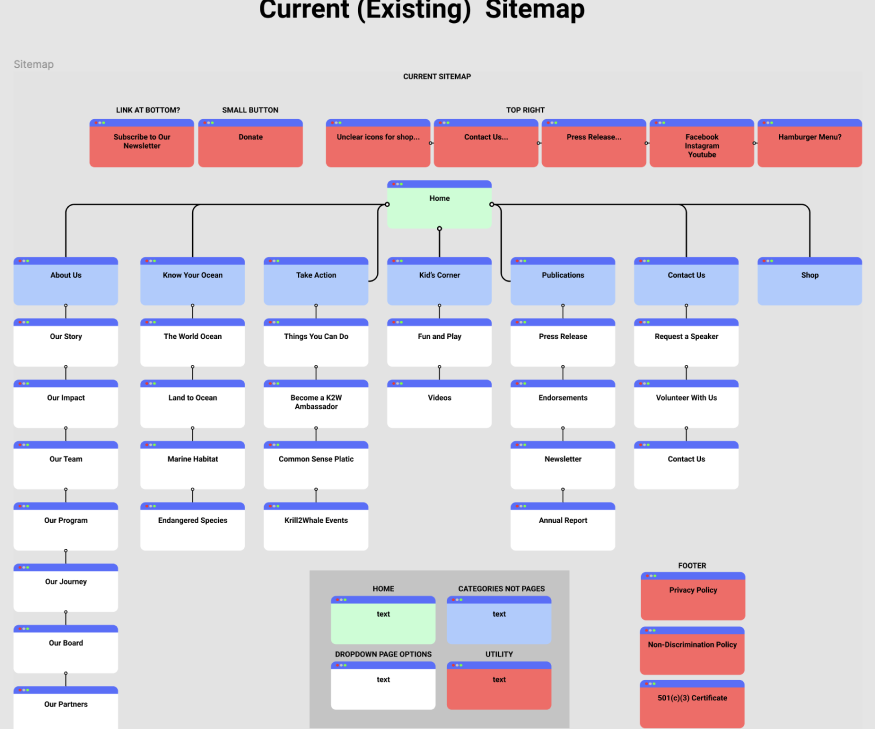 Current (Existing) Sitemap
Sitemap
CURRENT SITEMAP
LINK AT BOTTOM?
SMALL BUTTON
TOP RIGHT
Subscribe to Our
Newsletter
Donate
Unclear icons for shop...
Contact Us...
Press Release...
Facebook
Instagram
Youtube
Hamburger Menu?
Home
About Us
Know Your Ocean
Take Action
Kid's Corner
Publications
Contact Us
Shop
Our Story
The World Ocean
Things You Can Do
Fun and Play
Press Release
Request a Speaker
Our Impact
Land to Ocean
Become a K2W
Ambassador
Videos
Endorsements
Volunteer With Us
Our Team
Marine Habitat
Common Sense Platic
Newsletter
Contact Us
Our Program
Endangered Species
Krill2Whale Events
Annual Report
Our Journey
Our Board
Our Partners
HOME
CATEGORIES NOT PAGES
text
text
DROPDOWN PAGE OPTIONS
UTILITY
text
text
FOOTER
Privacy Policy
Non-Discrimination Policy
501(c)(3) Certificate